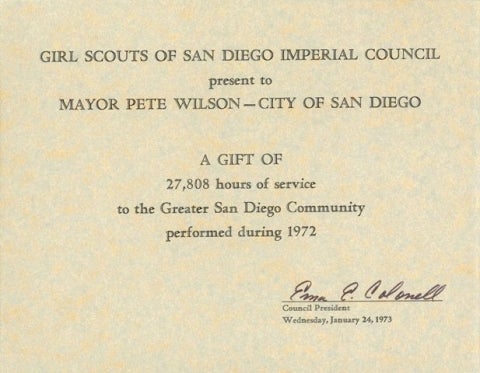 GIRL SCOUTS OF SAN DIEGO IMPERIAL COUNCIL
present to
MAYOR PETE WILSON—CITY OF SAN DIEGO
A GIFT OF
27,808 hours of service
to the Greater San Diego Community
performed during 1972
E. Colonell
Council President
Wednesday, January 24, 1973